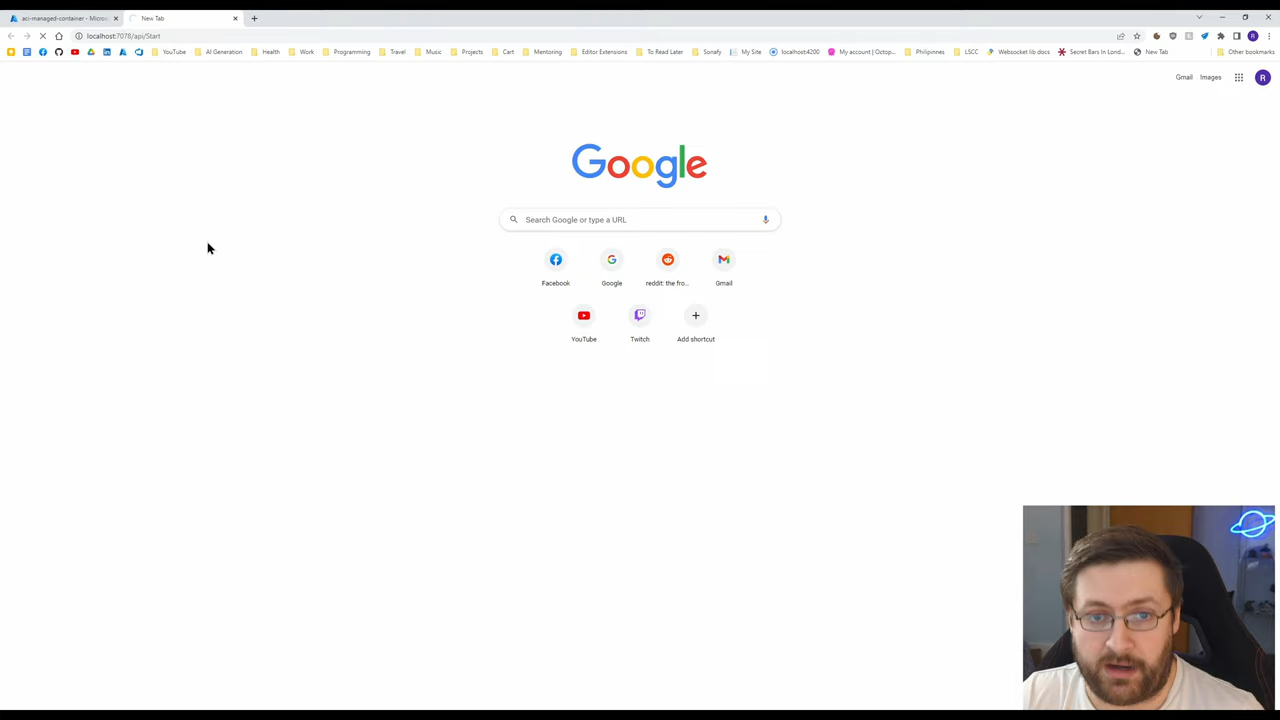 aci-managed-container - Micros
New Tab
localhost:7078/api/Start
YouTube
AI Generation
Health
Work
Programming
Travel
Music
Projects
Cart
Mentoring
Editor Extensions
To Read Later
Sonafy
My Site
localhost:4200
My account | Octop...
Philipinnes
LSCC
Websocket lib docs
Secret Bars In Lond...
New Tab
Other bookmarks
Gmail
Images
R
Google
Search Google or type a URL
Facebook
Google
reddit: the fro...
Gmail
YouTube
Twitch
Add shortcut